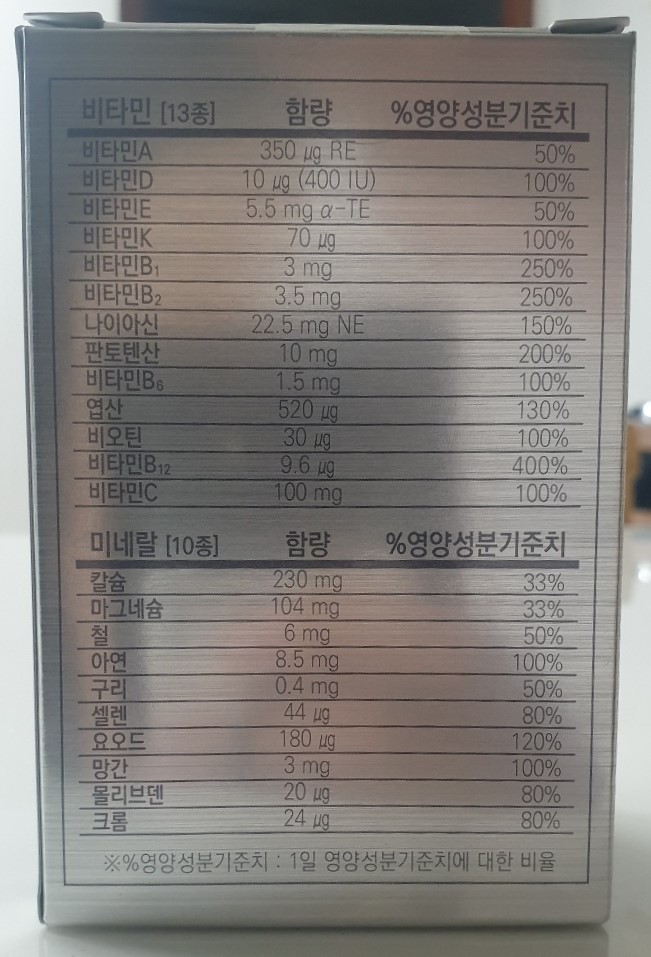 비타민 [13종] 함량 %영양성분기준치
비타민A 350 μg RE 50%
비타민D 10 μg (400 IU) 100%
비타민E 5.5 mg α-TE 50%
비타민K 70 μg 100%
비타민B₁ 3 mg 250%
비타민B₂ 3.5 mg 250%
나이아신 22.5 mg NE 150%
판토텐산 10 mg 200%
비타민B₆ 1.5 mg 100%
엽산 520 μg 130%
비오틴 30 μg 100%
비타민B₁₂ 9.6 μg 400%
비타민C 100 mg 100%
미네랄 [10종] 함량 %영양성분기준치
칼슘 230 mg 33%
마그네슘 104 mg 33%
철 6 mg 50%
아연 8.5 mg 100%
구리 0.4 mg 50%
셀렌 44 μg 80%
요오드 180 μg 120%
망간 3 mg 100%
몰리브덴 20 μg 80%
크롬 24 μg 80%
※%영양성분기준치 : 1일 영양성분기준치에 대한 비율